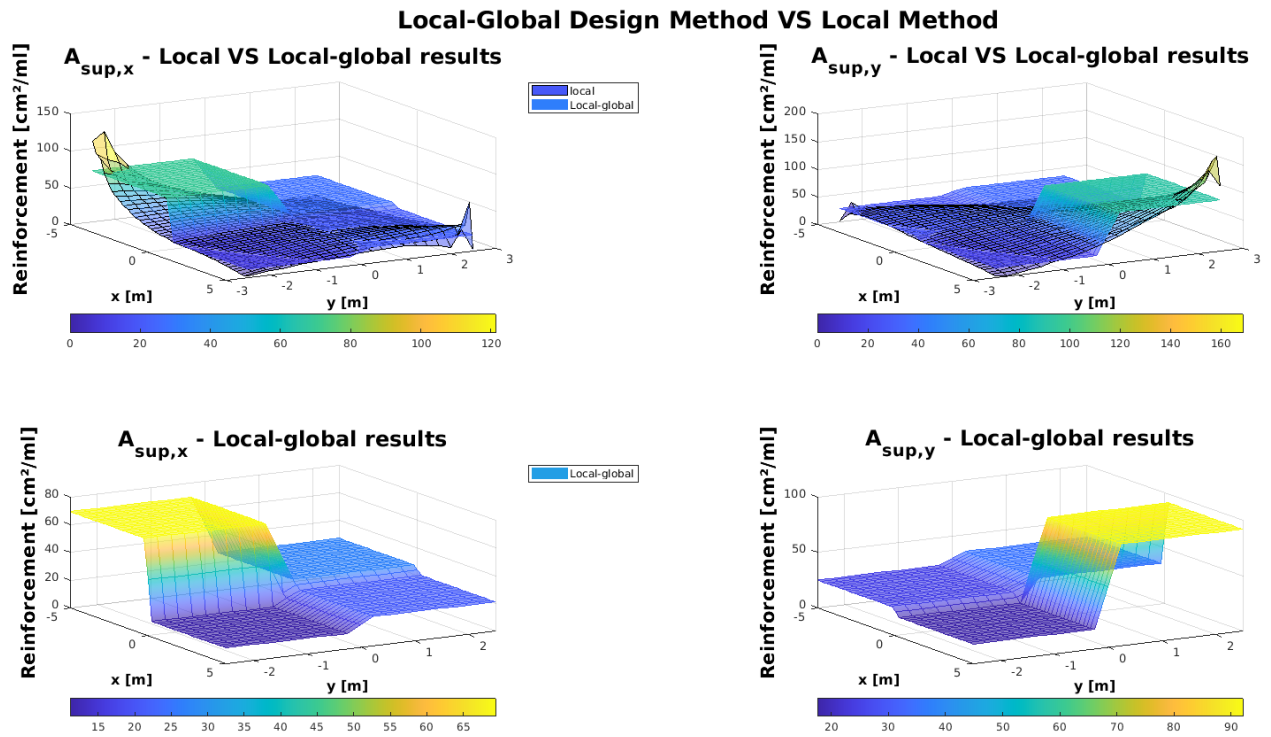 Local-Global Design Method VS Local Method
A_sup,x - Local VS Local-global results
Reinforcement [cm²/ml]
150
100
50
0
-5
0
5
x [m]
-3
-2
-1
0
1
2
3
y [m]
0 20 40 60 80 100 120
local
Local-global
A_sup,y - Local VS Local-global results
Reinforcement [cm²/ml]
200
150
100
50
0
-5
0
5
x [m]
-3
-2
-1
0
1
2
3
y [m]
0 20 40 60 80 100 120 140 160
A_sup,x - Local-global results
Reinforcement [cm²/ml]
80
60
40
20
0
-5
0
5
x [m]
-2
-1
0
1
2
y [m]
15 20 25 30 35 40 45 50 55 60 65
Local-global
A_sup,y - Local-global results
Reinforcement [cm²/ml]
100
50
0
-5
0
5
x [m]
-2
-1
0
1
2
y [m]
20 30 40 50 60 70 80 90